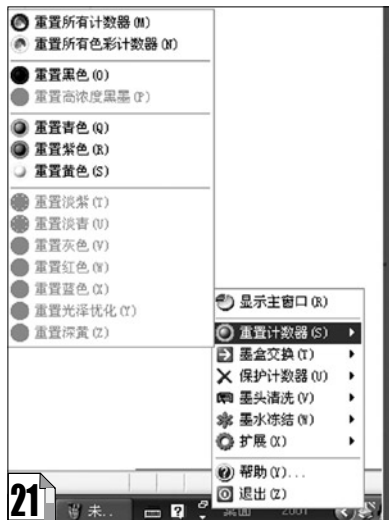 重置所有计数器(M)
重置所有色彩计数器(N)
重置黑色(O)
重置高浓度黑墨(P)
重置青色(Q)
重置紫色(R)
重置黄色(S)
重置淡紫(T)
重置淡青(U)
重置灰色(V)
重置红色(W)
重置蓝色(X)
重置光泽优化(Y)
重置深黄(Z)
显示主窗口(R)
重置计数器(S)
墨盒交换(T)
保护计数器(U)
墨头清洗(V)
墨水冻结(W)
扩展(X)
帮助(Y)...
退出(Z)
21
未..